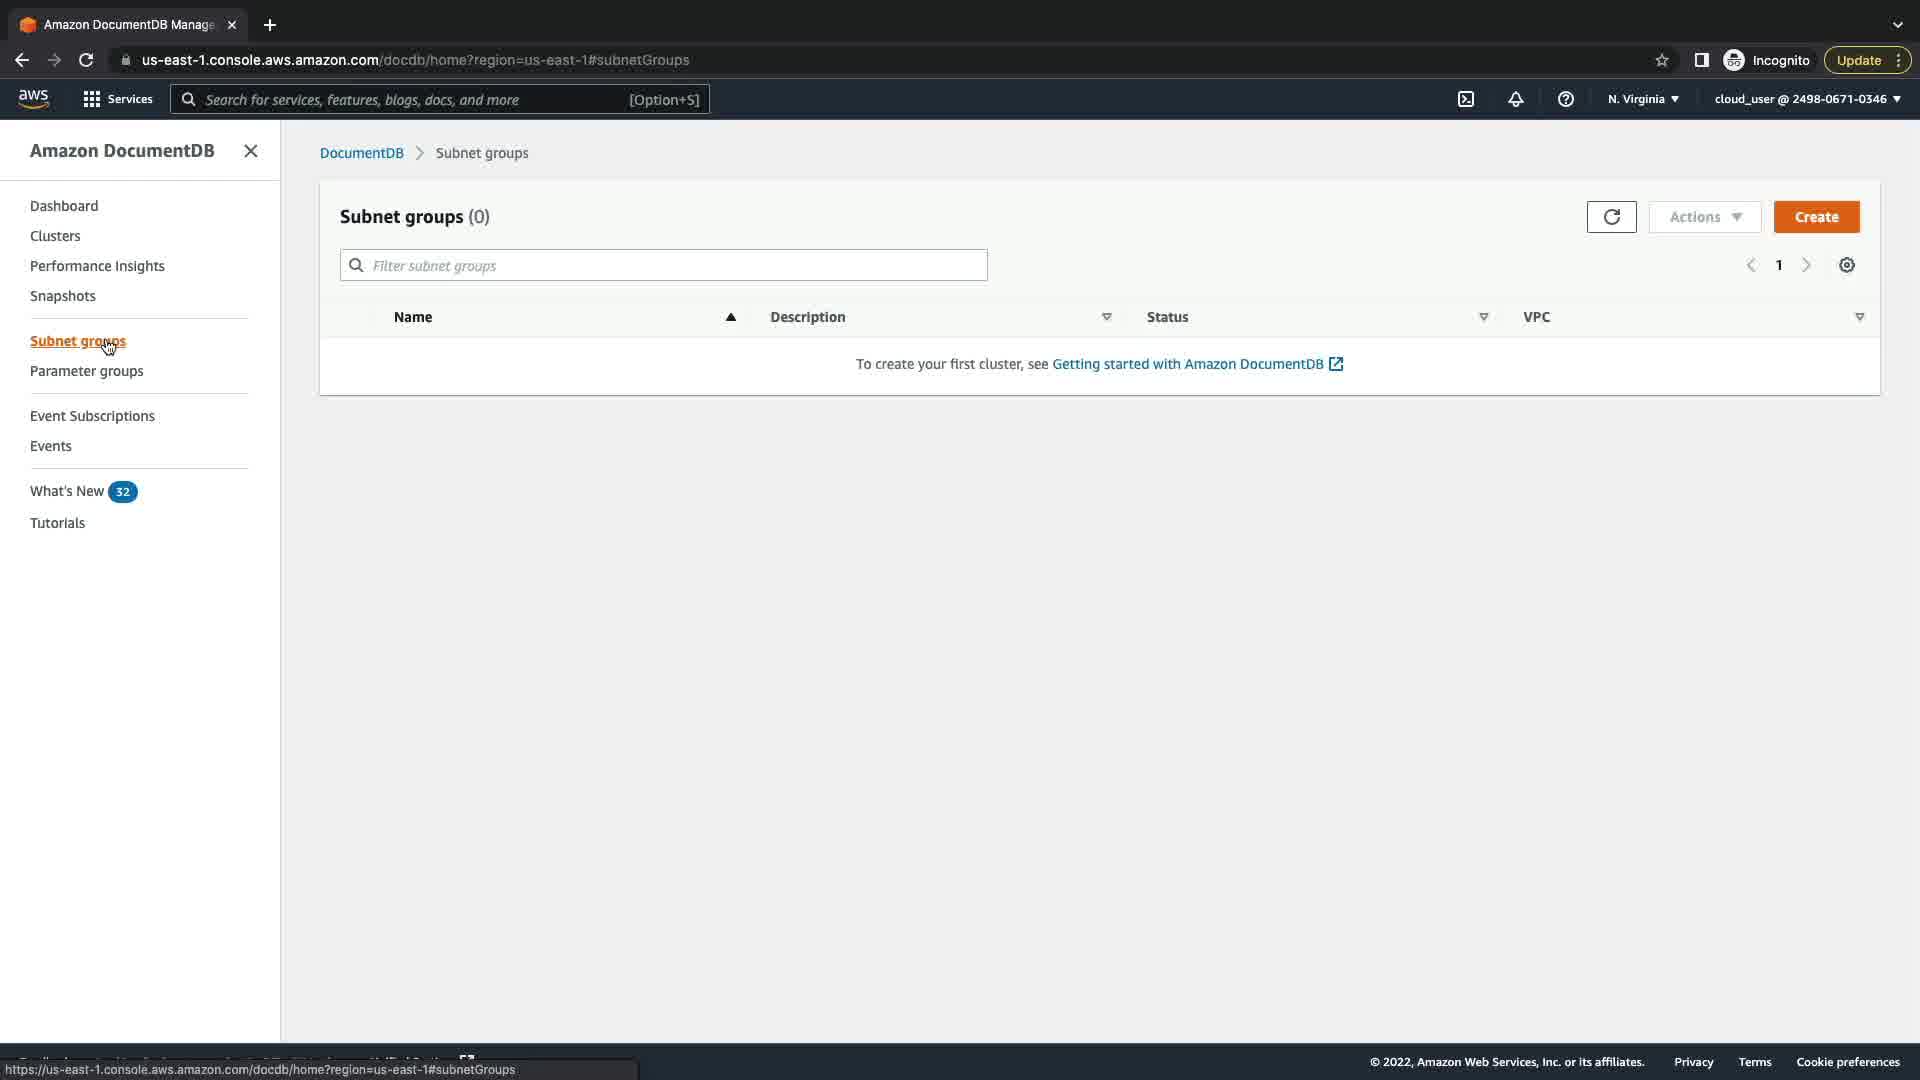 Amazon DocumentDB Manage
us-east-1.console.aws.amazon.com/docdb/home?region=us-east-1#subnetGroups
Incognito
Update
aws
Services
Search for services, features, blogs, docs, and more
[Option+S]
N. Virginia
cloud_user @ 2498-0671-0346
Amazon DocumentDB
Dashboard
Clusters
Performance Insights
Snapshots
Subnet groups
Parameter groups
Event Subscriptions
Events
What's New 32
Tutorials
DocumentDB
Subnet groups
Subnet groups (0)
Actions
Create
Filter subnet groups
1
Name
Description
Status
VPC
To create your first cluster, see Getting started with Amazon DocumentDB
https://us-east-1.console.aws.amazon.com/docdb/home?region=us-east-1#subnetGroups
© 2022, Amazon Web Services, Inc. or its affiliates.
Privacy
Terms
Cookie preferences